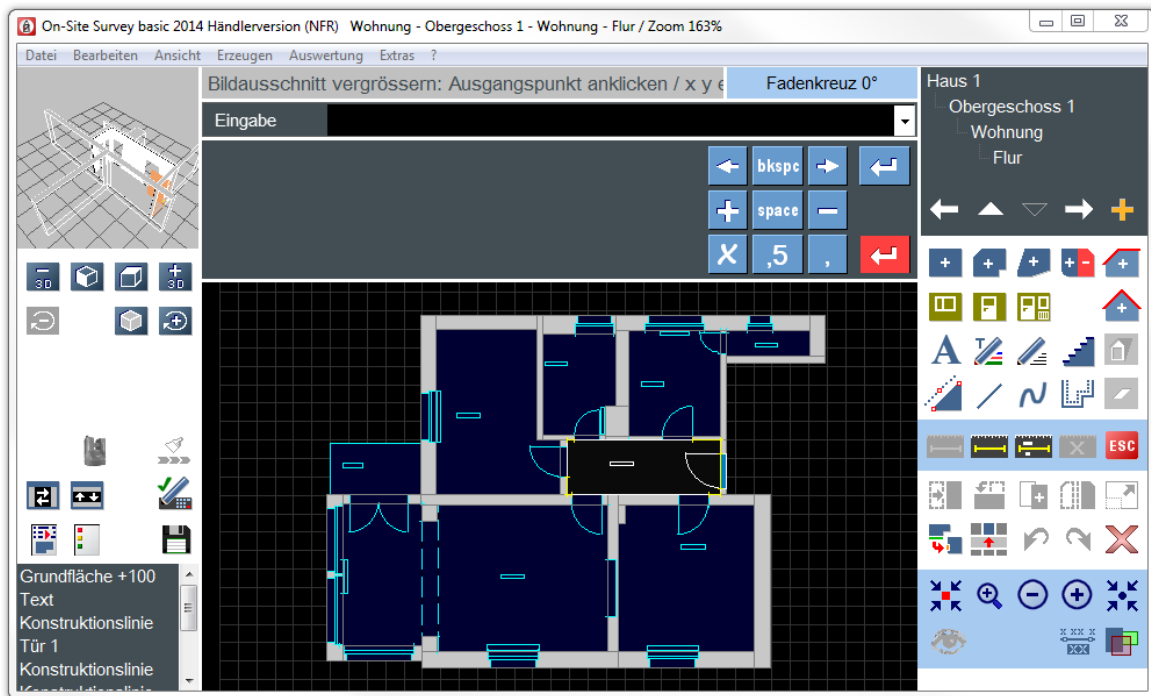 On-Site Survey basic 2014 Händlerversion (NFR) Wohnung - Obergeschoss 1 - Wohnung - Flur / Zoom 163%
Datei Bearbeiten Ansicht Erzeugen Auswertung Extras ?
Bildausschnitt vergrössern: Ausgangspunkt anklicken / x y e
Fadenkreuz 0°
Eingabe
Haus 1
Obergeschoss 1
Wohnung
Flur
bkspc
space
,5 ,
3D
3D
A
T
ESC
x xx x
xx
Grundfläche +100
Text
Konstruktionslinie
Tür 1
Konstruktionslinie